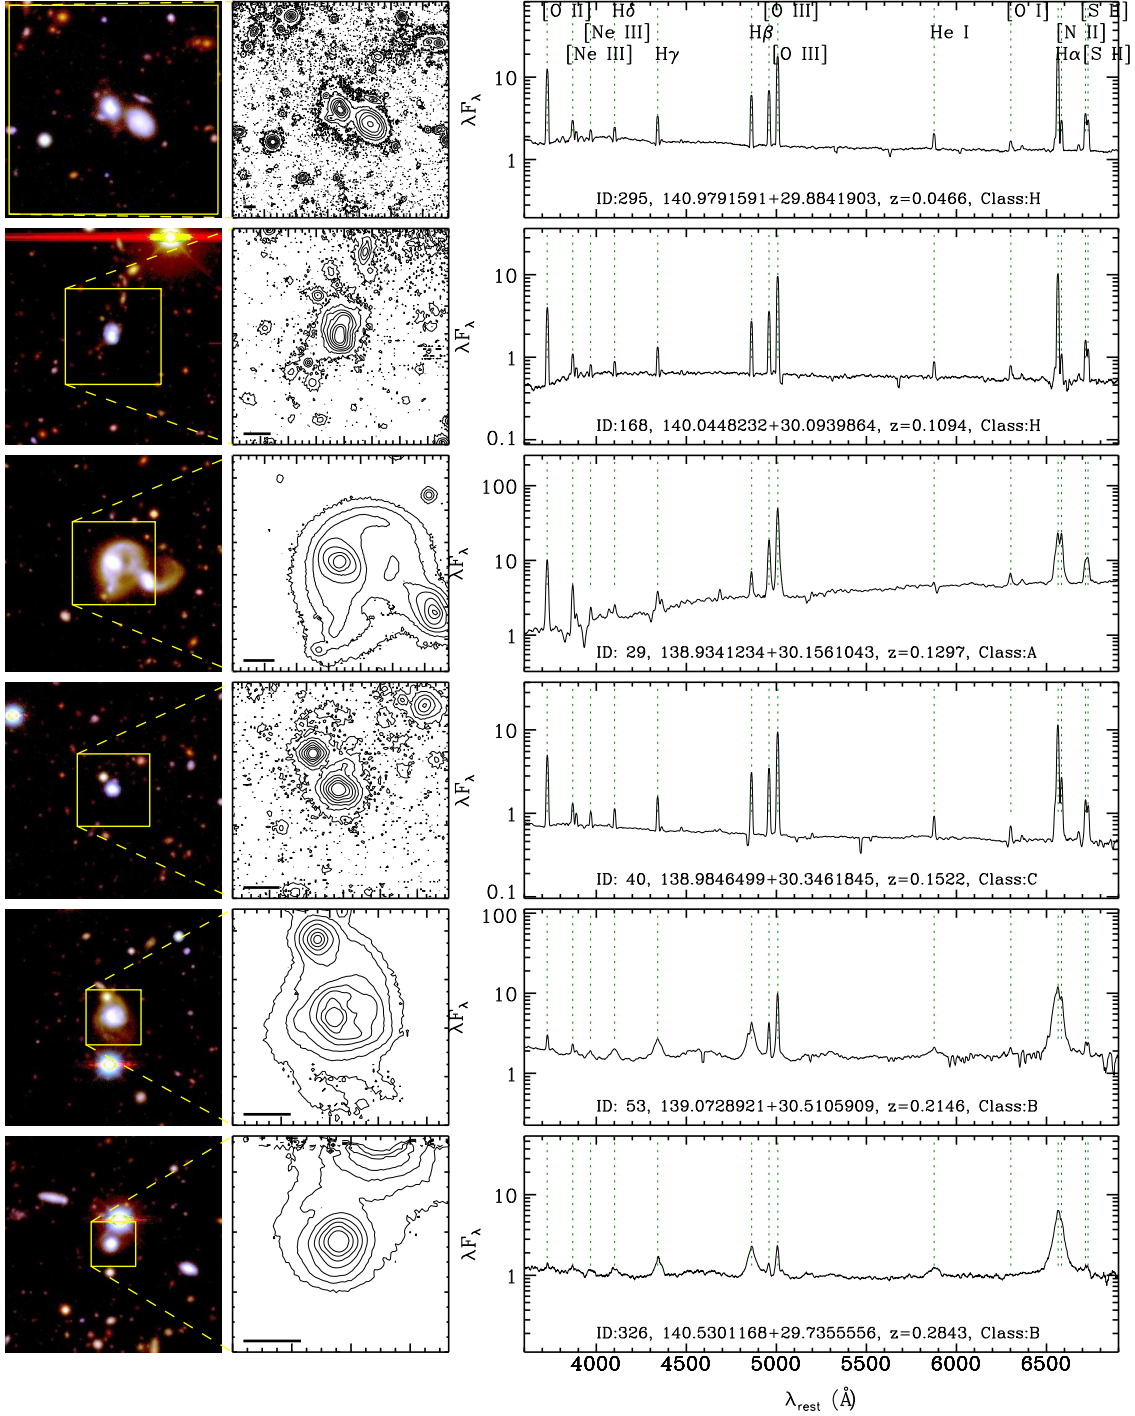 [O II] Hδ [O III] [O I] [S II]
[Ne III] Hβ He I [N II]
[Ne III] Hγ [O III] Hα [S II]
λFλ
10
1
ID:295, 140.9791591+29.8841903, z=0.0466, Class:H
λFλ
10
1
0.1
ID:168, 140.0448232+30.0939864, z=0.1094, Class:H
λFλ
100
10
1
ID: 29, 138.9341234+30.1561043, z=0.1297, Class:A
λFλ
10
1
0.1
ID: 40, 138.9846499+30.3461845, z=0.1522, Class:C
λFλ
100
10
1
ID: 53, 139.0728921+30.5105909, z=0.2146, Class:B
λFλ
10
1
ID:326, 140.5301168+29.7355556, z=0.2843, Class:B
4000 4500 5000 5500 6000 6500
λrest (Å)